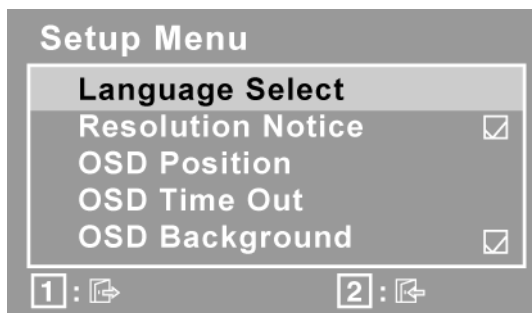 Setup Menu
Language Select
Resolution Notice
OSD Position
OSD Time Out
OSD Background
1 : 2 :